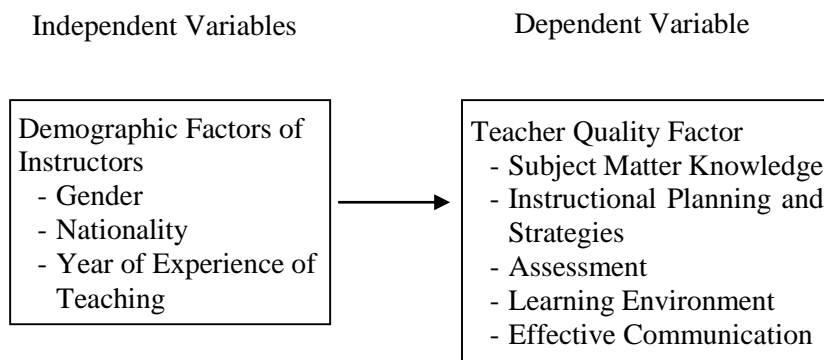 Independent Variables
Dependent Variable
Demographic Factors of
Instructors
- Gender
- Nationality
- Year of Experience of
Teaching
Teacher Quality Factor
- Subject Matter Knowledge
- Instructional Planning and
Strategies
- Assessment
- Learning Environment
- Effective Communication